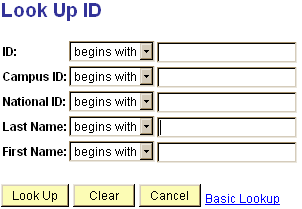 Look Up ID
ID: begins with
Campus ID: begins with
National ID: begins with
Last Name: begins with
First Name: begins with
Look Up Clear Cancel Basic Lookup